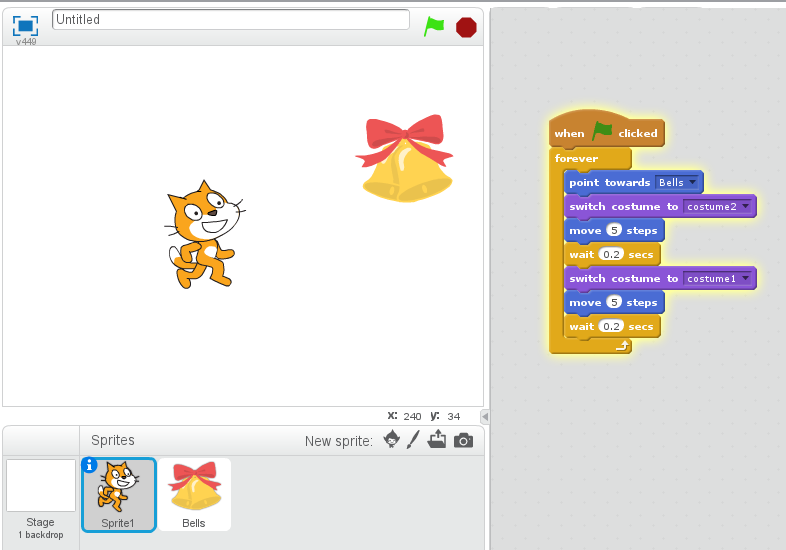 Untitled
v449
when clicked
forever
point towards Bells
switch costume to costume2
move 5 steps
wait 0.2 secs
switch costume to costume1
move 5 steps
wait 0.2 secs
x: 240 y: 34
Sprites
New sprite:
Stage
1 backdrop
Sprite1
Bells